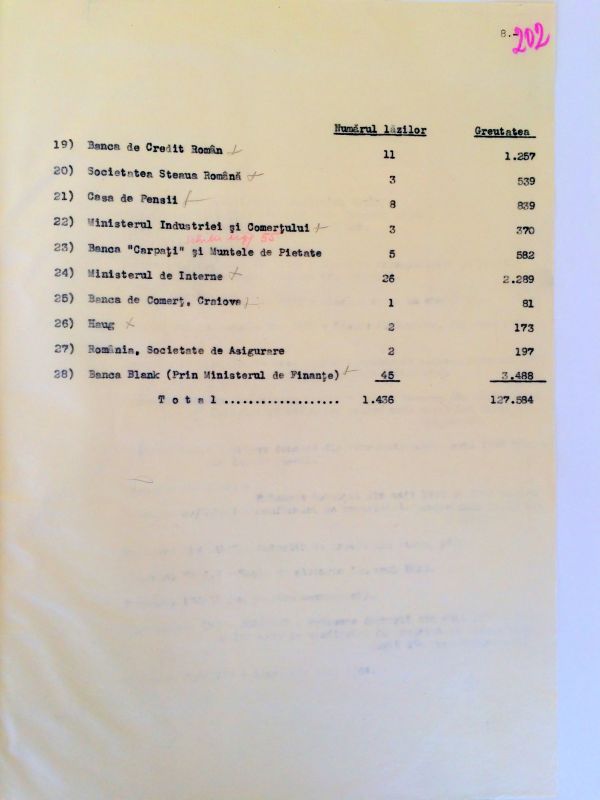 8.-
202
Numărul lăzilor Greutatea
19) Banca de Credit Român 11 1.257
20) Societatea Steaua Română 3 539
21) Casa de Pensii 8 839
22) Ministerul Industriei şi Comerţului 3 370
55
23) Banca "Carpaţi" şi Muntele de Pietate 5 582
24) Ministerul de Interne 26 2.289
25) Banca de Comerţ, Craiova 1 81
26) Haug 2 173
27) România, Societate de Asigurare 2 197
28) Banca Blank (Prin Ministerul de Finanţe) 45 3.488
T o t a l ................... 1.436 127.584